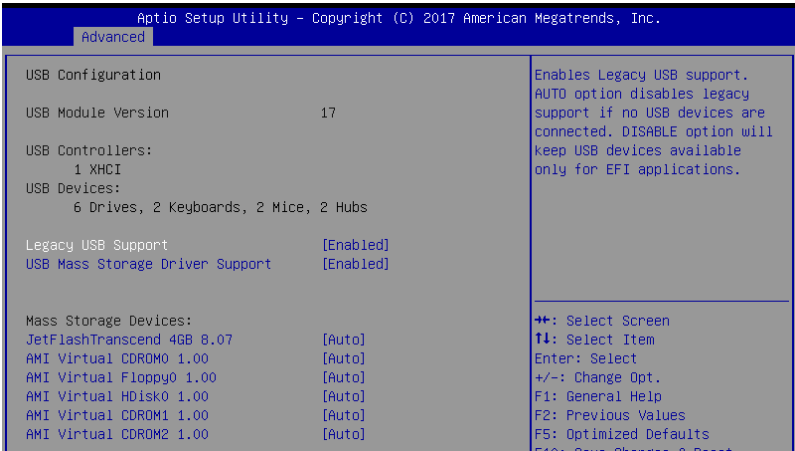 Aptio Setup Utility – Copyright (C) 2017 American Megatrends, Inc.
Advanced
USB Configuration
USB Module Version 17
USB Controllers:
1 XHCI
USB Devices:
6 Drives, 2 Keyboards, 2 Mice, 2 Hubs
Legacy USB Support [Enabled]
USB Mass Storage Driver Support [Enabled]
Mass Storage Devices:
JetFlashTranscend 4GB 8.07 [Auto]
AMI Virtual CDROM0 1.00 [Auto]
AMI Virtual Floppy0 1.00 [Auto]
AMI Virtual HDisk0 1.00 [Auto]
AMI Virtual CDROM1 1.00 [Auto]
AMI Virtual CDROM2 1.00 [Auto]
Enables Legacy USB support.
AUTO option disables legacy
support if no USB devices are
connected. DISABLE option will
keep USB devices available
only for EFI applications.
→←: Select Screen
↑↓: Select Item
Enter: Select
+/-: Change Opt.
F1: General Help
F2: Previous Values
F5: Optimized Defaults